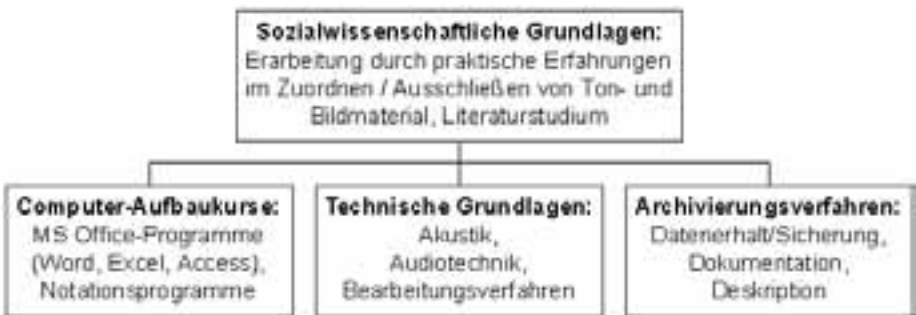 Sozialwissenschaftliche Grundlagen:
Erarbeitung durch praktische Erfahrungen
im Zuordnen / Ausschließen von Ton- und
Bildmaterial, Literaturstudium
Computer-Aufbaukurse:
MS Office-Programme
(Word, Excel, Access),
Notationsprogramme
Technische Grundlagen:
Akustik,
Audiotechnik,
Bearbeitungsverfahren
Archivierungsverfahren:
Datenerhalt/Sicherung,
Dokumentation,
Deskription